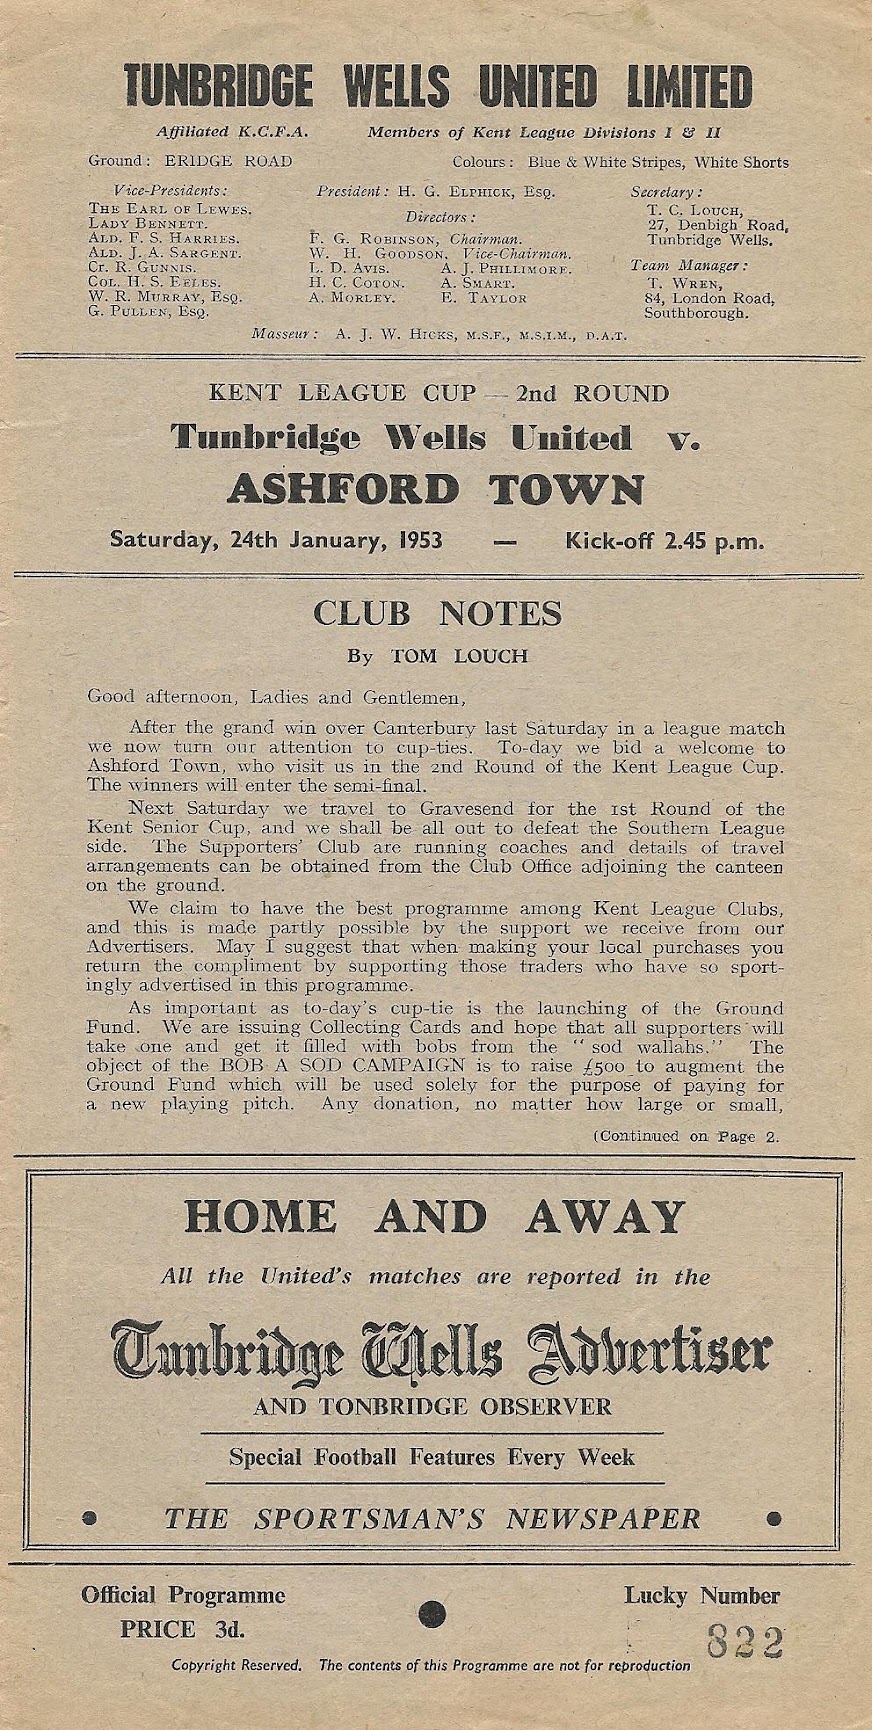 TUNBRIDGE WELLS UNITED LIMITED
Affiliated K.C.F.A. Members of Kent League Divisions I & II
Ground: ERIDGE ROAD Colours: Blue & White Stripes, White Shorts
Vice-Presidents:
THE EARL OF LEWES.
LADY BENNETT.
ALD. F. S. HARRIES.
ALD. J. A. SARGENT.
CR. R. GUNNIS.
COL. H. S. EELES.
W. R. MURRAY, ESQ.
G. PULLEN, ESQ.
President: H. G. ELPHICK, ESQ.
Directors:
F. G. ROBINSON, Chairman.
W. H. GOODSON, Vice-Chairman.
L. D. AVIS. A. J. PHILLIMORE.
H. C. COTON. A. SMART.
A. MORLEY. E. TAYLOR
Secretary:
T. C. LOUCH,
27, Denbigh Road,
Tunbridge Wells.
Team Manager:
T. WREN,
84, London Road,
Southborough.
Masseur: A. J. W. HICKS, M.S.F., M.S.I.M., D.A.T.
KENT LEAGUE CUP — 2nd ROUND
Tunbridge Wells United v.
ASHFORD TOWN
Saturday, 24th January, 1953 — Kick-off 2.45 p.m.
CLUB NOTES
By TOM LOUCH
Good afternoon, Ladies and Gentlemen,
After the grand win over Canterbury last Saturday in a league match
we now turn our attention to cup-ties. To-day we bid a welcome to
Ashford Town, who visit us in the 2nd Round of the Kent League Cup.
The winners will enter the semi-final.
Next Saturday we travel to Gravesend for the 1st Round of the
Kent Senior Cup, and we shall be all out to defeat the Southern League
side. The Supporters' Club are running coaches and details of travel
arrangements can be obtained from the Club Office adjoining the canteen
on the ground.
We claim to have the best programme among Kent League Clubs,
and this is made partly possible by the support we receive from our
Advertisers. May I suggest that when making your local purchases you
return the compliment by supporting those traders who have so sport-
ingly advertised in this programme.
As important as to-day's cup-tie is the launching of the Ground
Fund. We are issuing Collecting Cards and hope that all supporters will
take one and get it filled with bobs from the "sod wallahs." The
object of the BOB A SOD CAMPAIGN is to raise £500 to augment the
Ground Fund which will be used solely for the purpose of paying for
a new playing pitch. Any donation, no matter how large or small,
(Continued on Page 2.
HOME AND AWAY
All the United's matches are reported in the
Tunbridge Wells Advertiser
AND TONBRIDGE OBSERVER
Special Football Features Every Week
• THE SPORTSMAN'S NEWSPAPER •
Official Programme
PRICE 3d.
Lucky Number
822
Copyright Reserved. The contents of this Programme are not for reproduction